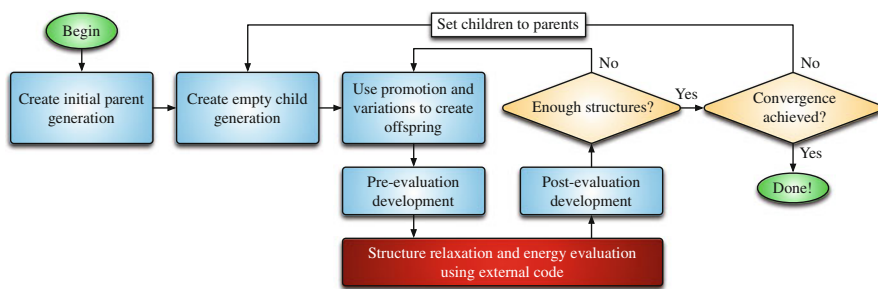 Begin
Set children to parents
No
No
Create initial parent
generation
Create empty child
generation
Use promotion and
variations to create
offspring
Enough structures?
Yes
Convergence
achieved?
Yes
Pre-evaluation
development
Post-evaluation
development
Done!
Structure relaxation and energy evaluation
using external code